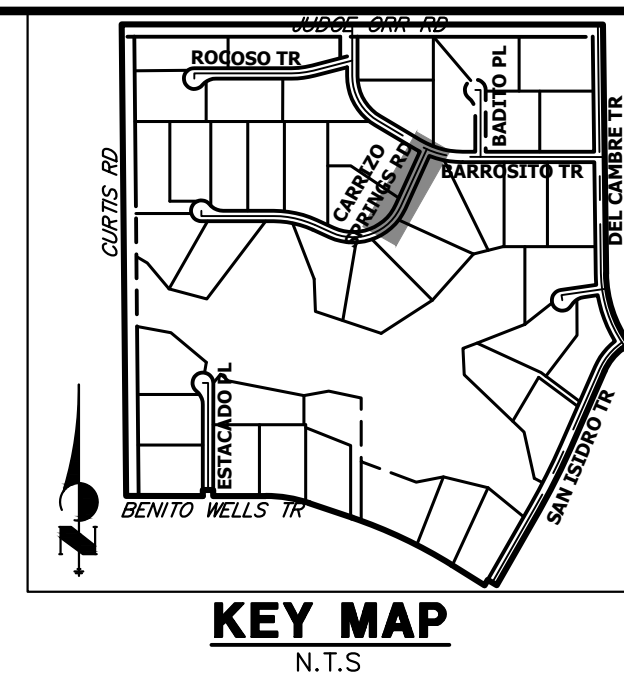 JUDGE ORR RD
ROCOSO TR
BADITO PL
CURTIS RD
CARRIZO
SPRINGS RD
BARROSITO TR
DEL CAMBRE TR
ESTACADO PL
SAN ISIDRO TR
BENITO WELLS TR
N
KEY MAP
N.T.S